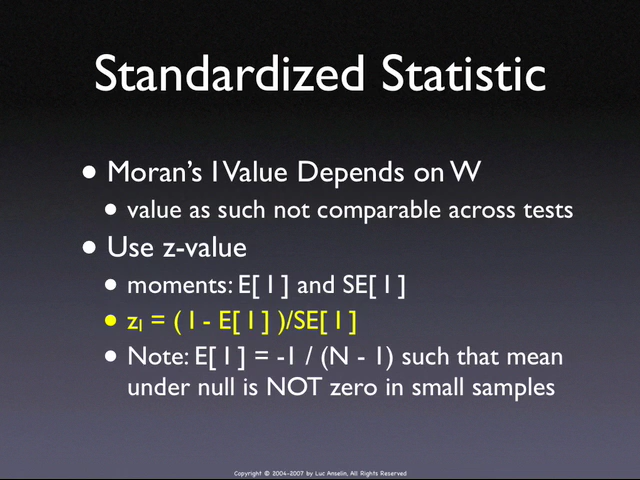 Standardized Statistic
• Moran's I Value Depends on W
• value as such not comparable across tests
• Use z-value
• moments: E[ I ] and SE[ I ]
• zI = ( I - E[ I ] )/SE[ I ]
• Note: E[ I ] = -1 / (N - 1) such that mean
under null is NOT zero in small samples
Copyright © 2004-2007 by Luc Anselin, All Rights Reserved